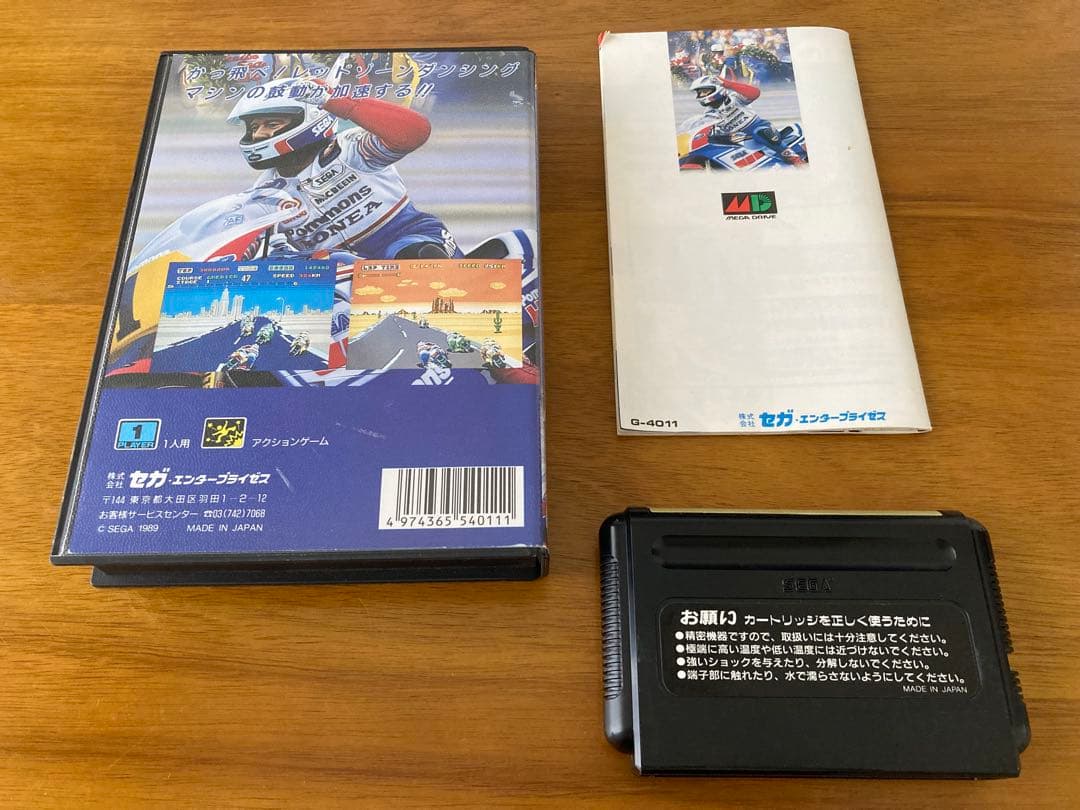 かっ飛べ!レッドゾーンダンシング
マシンの鼓動が加速する!!
SEGA
SEGA
McBEEIN
Pommons
LAP TIME
COURSE AMERICA 47 SPEED
STAGE 1
1
PLAYER
1人用
アクションゲーム
株式会社 セガ・エンタープライゼス
〒144 東京都大田区羽田1-2-12
お客様サービスセンター ☎03(742)7068
© SEGA 1989 MADE IN JAPAN
4 974365 540111
MD
MEGA DRIVE
G-4011
株式会社 セガ・エンタープライゼス
SEGA
お願い カートリッジを正しく使うために
●精密機器ですので、取扱いには十分注意してください。
●極端に高い温度や低い温度には近づけないでください。
●強いショックを与えたり、分解しないでください。
●端子部に触れたり、水で濡らさないようにしてください。
MADE IN JAPAN